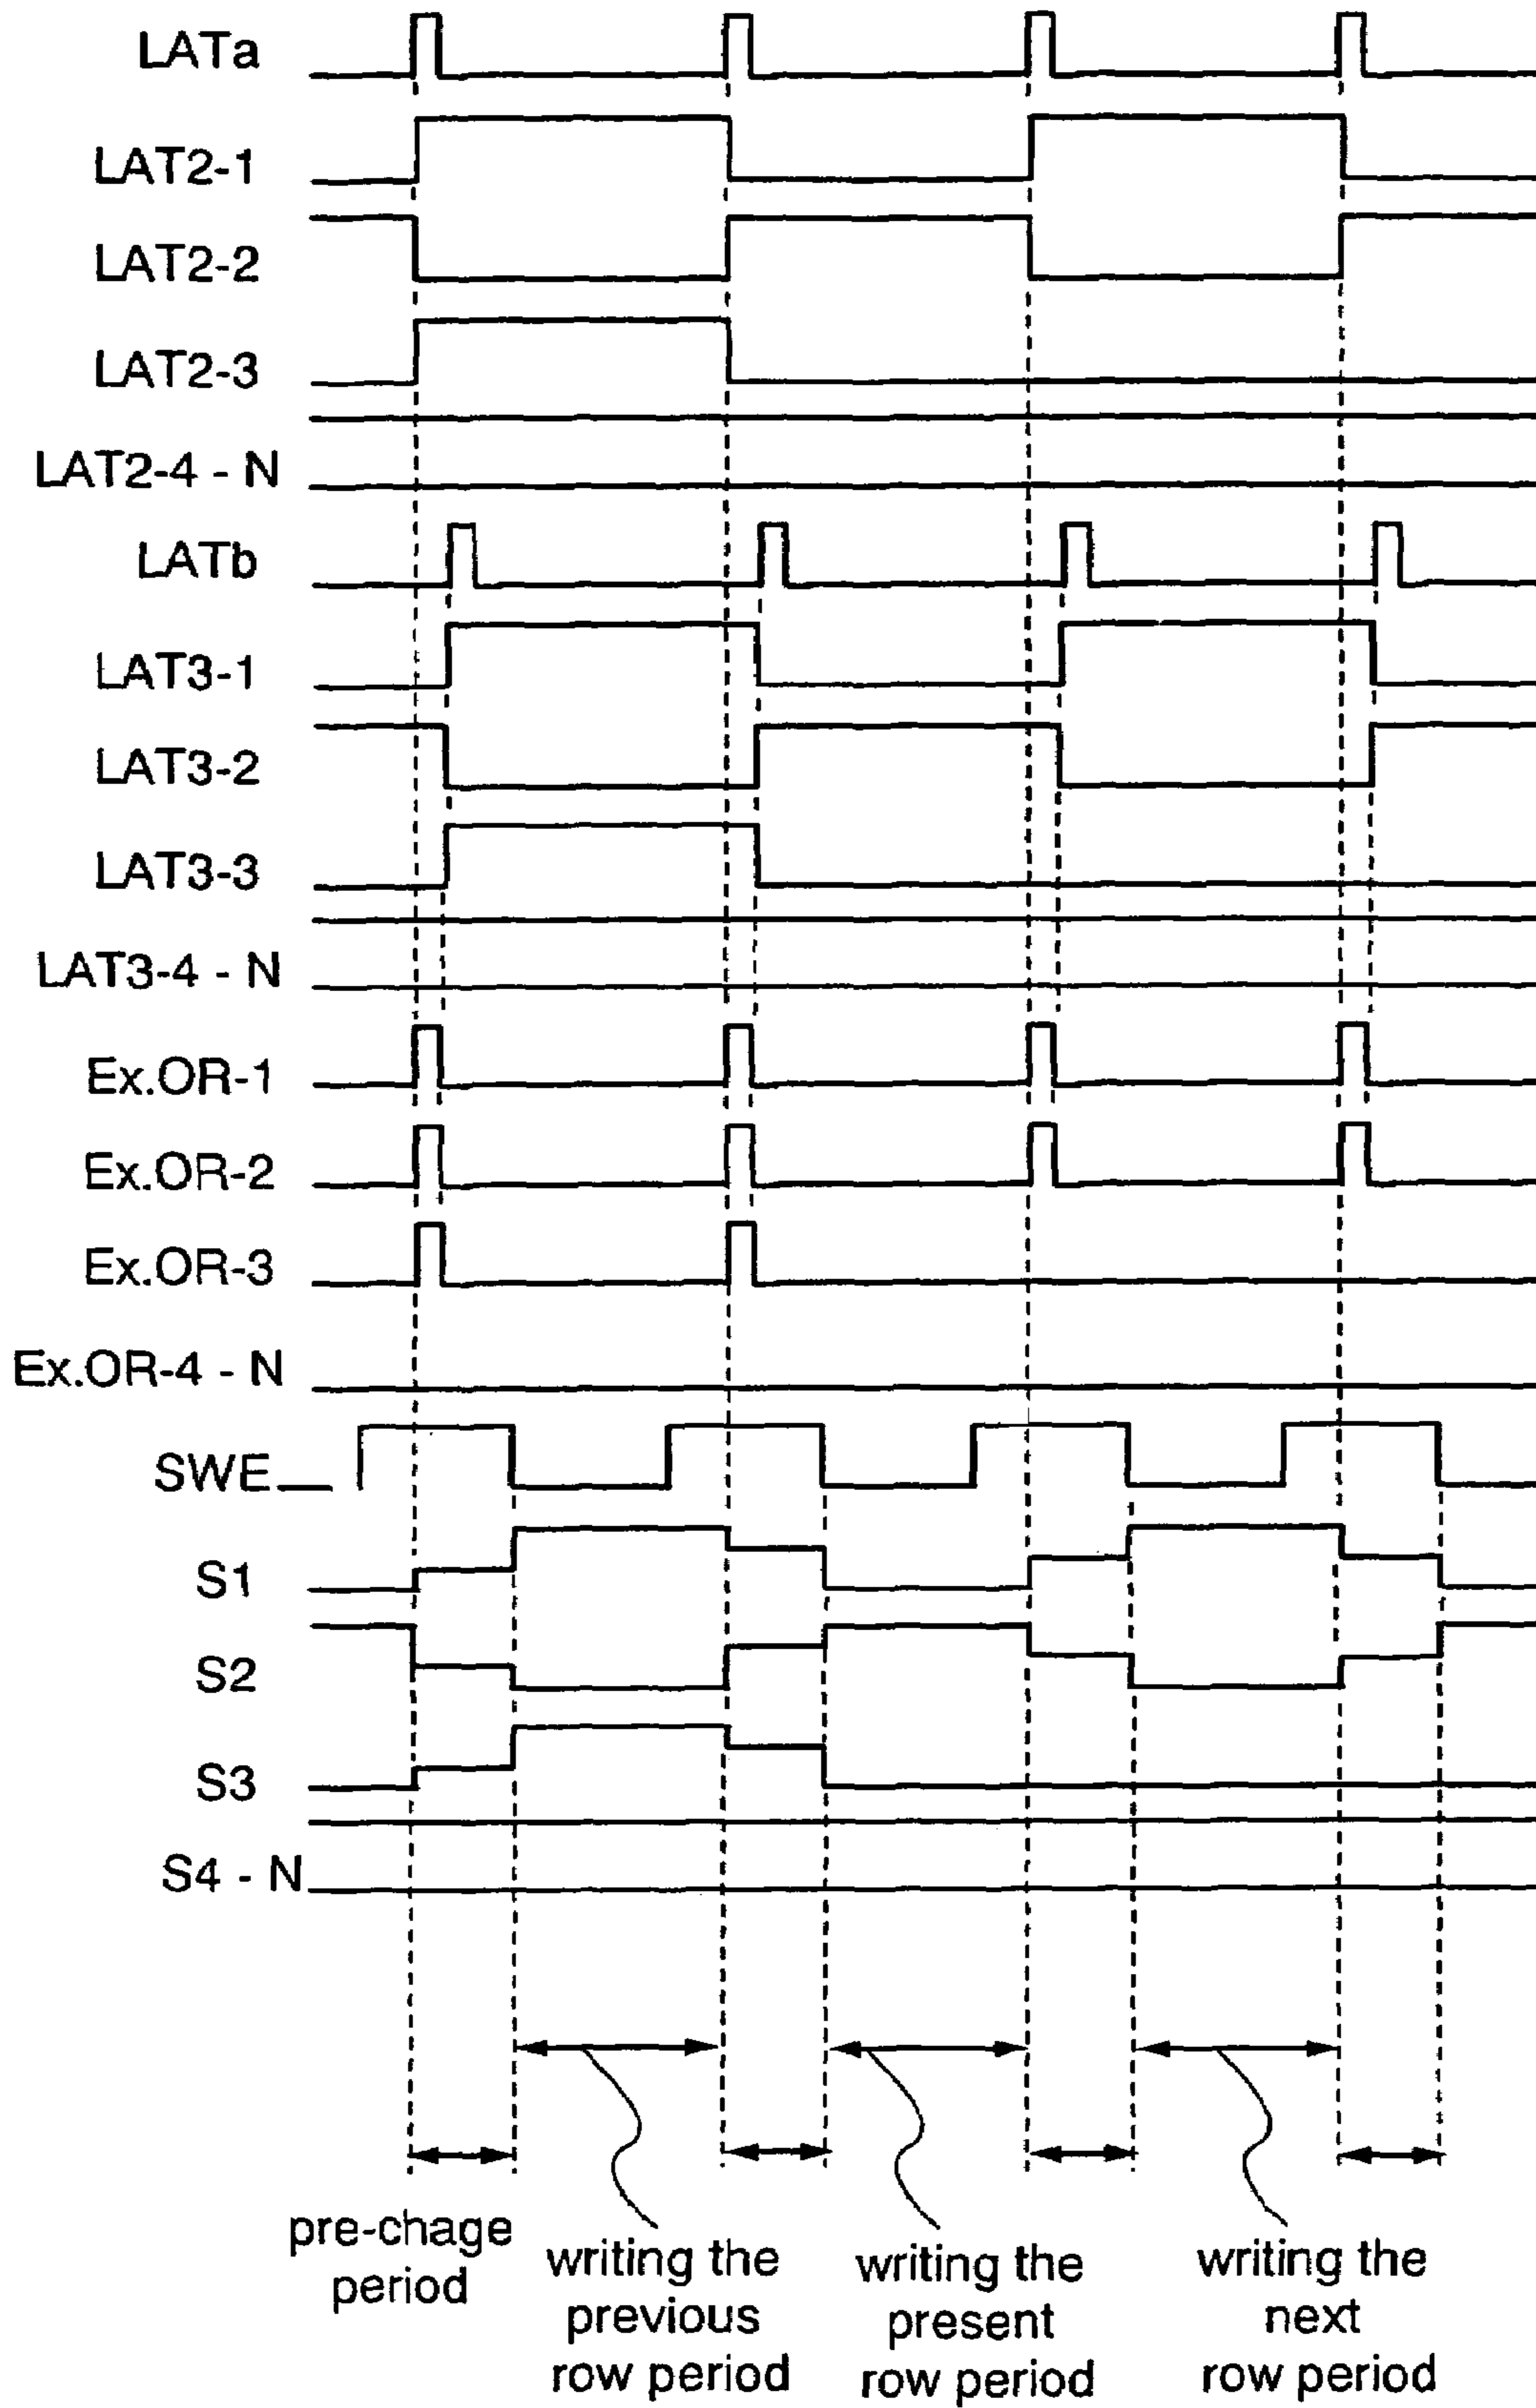 LATa
LAT2-1
LAT2-2
LAT2-3
LAT2-4 - N
LATb
LAT3-1
LAT3-2
LAT3-3
LAT3-4 - N
Ex.OR-1
Ex.OR-2
Ex.OR-3
Ex.OR-4 - N
SWE
S1
S2
S3
S4 - N
pre-chage
period
writing the
previous
row period
writing the
present
row period
writing the
next
row period